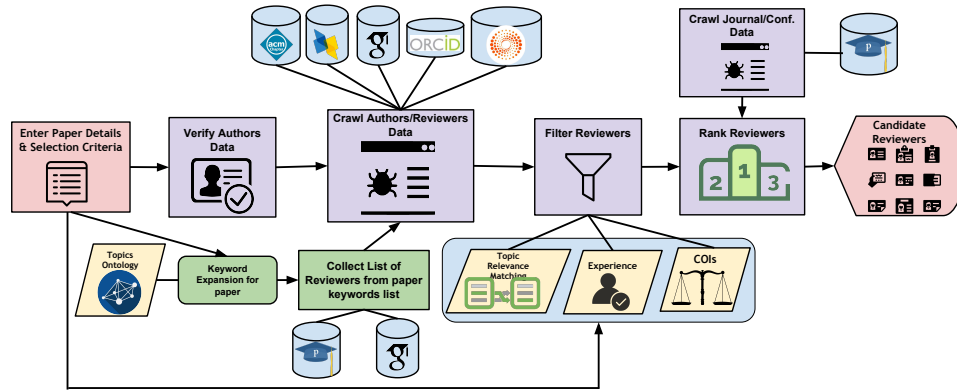 acm
ORCID
Crawl Journal/Conf.
Data
P
Enter Paper Details
& Selection Criteria
Verify Authors
Data
Crawl Authors/Reviewers
Data
Filter Reviewers
Rank Reviewers
2 1 3
Candidate
Reviewers
Topics
Ontology
Keyword
Expansion for
paper
Collect List of
Reviewers from paper
keywords list
Topic
Relevance
Matching
Experience
COIs
P